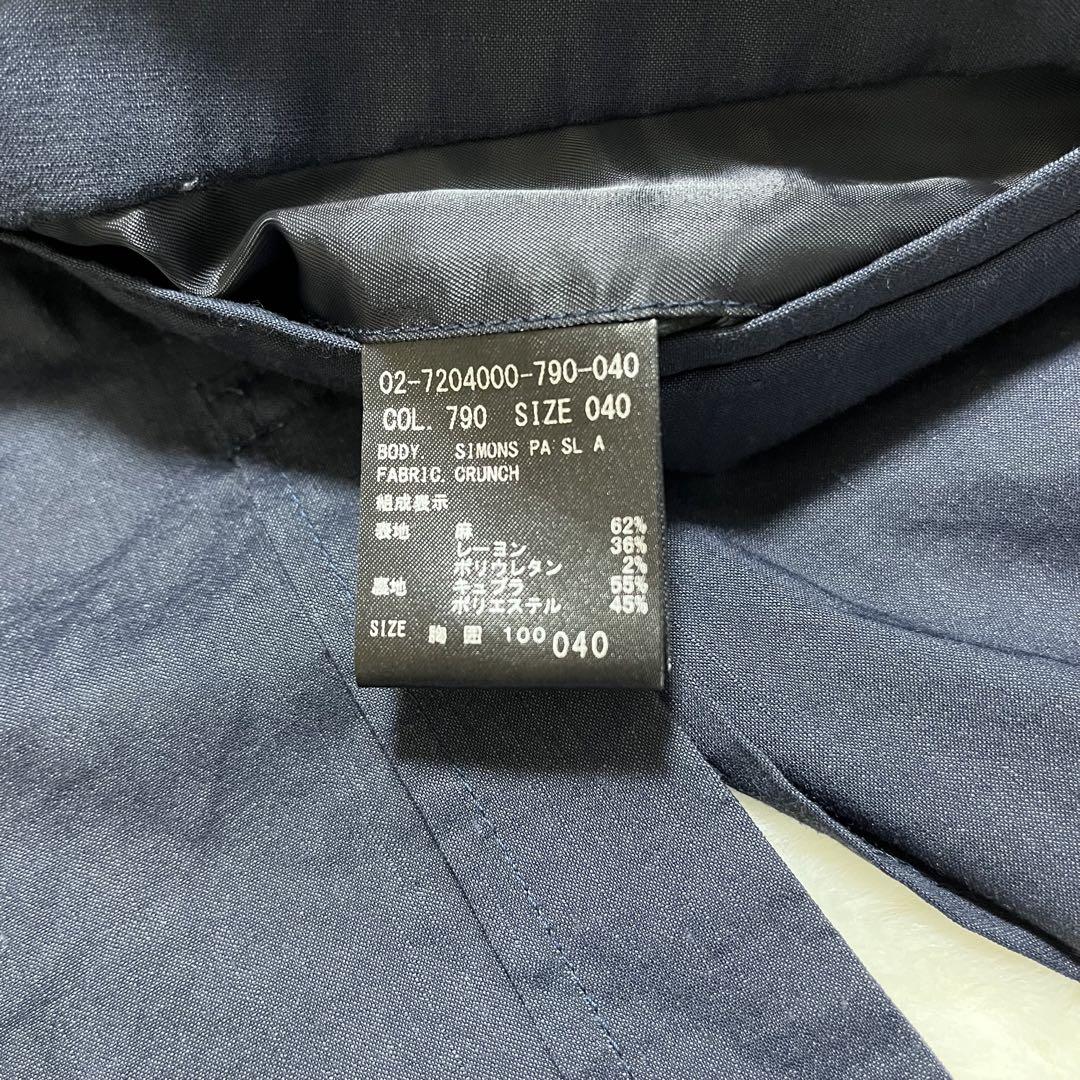 02-7204000-790-040
COL. 790 SIZE 040
BODY. SIMONS PA SL A
FABRIC. CRUNCH
組成表示
表地 麻 62%
レーヨン 36%
ポリウレタン 2%
裏地 キュプラ 55%
ポリエステル 45%
SIZE 胸囲 100 040